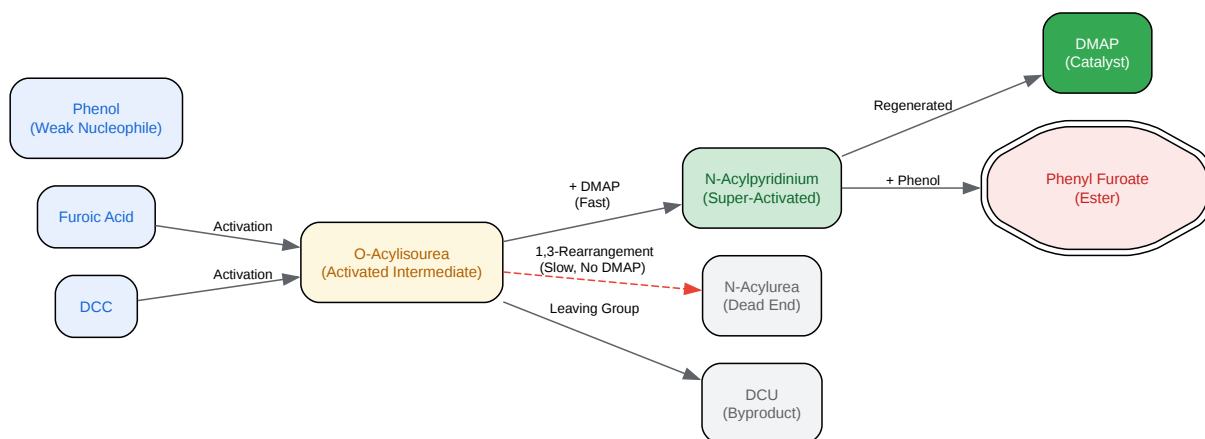 Phenol
(Weak Nucleophile)
Furoic Acid
DCC
Activation
Activation
O-Acylisourea
(Activated Intermediate)
+ DMAP
(Fast)
1,3-Rearrangement
(Slow, No DMAP)
Leaving Group
N-Acylpyridinium
(Super-Activated)
N-Acylurea
(Dead End)
DCU
(Byproduct)
Regenerated
+ Phenol
DMAP
(Catalyst)
Phenyl Furoate
(Ester)